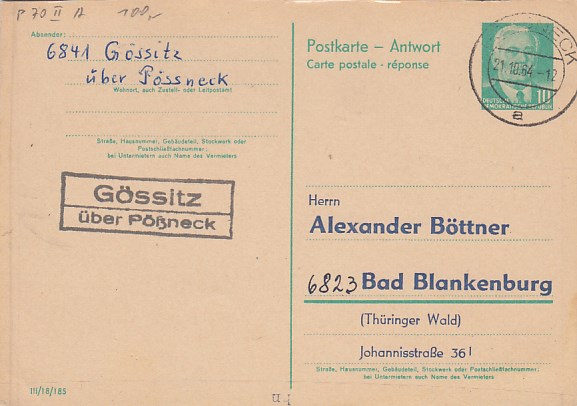 P 70 II A 100,-
Absender:
6841 Gössitz
über Pössneck
Wohnort, auch Zustell- oder Leitpostamt
Straße, Hausnummer, Gebäudeteil, Stockwerk oder
Postschließfachnummer;
bei Untermietern auch Name des Vermieters
Gössitz
über Pößneck
III/18/185
Postkarte – Antwort
Carte postale - réponse
21.10.64.-12
a
10
DEUTSCHE
DEMOKRATISCHE REPUBLIK
Herrn
Alexander Böttner
6823 Bad Blankenburg
(Thüringer Wald)
Johannisstraße 36 I
Straße, Hausnummer, Gebäudeteil, Stockwerk oder Postschließfachnummer;
bei Untermietern auch Name des Vermieters